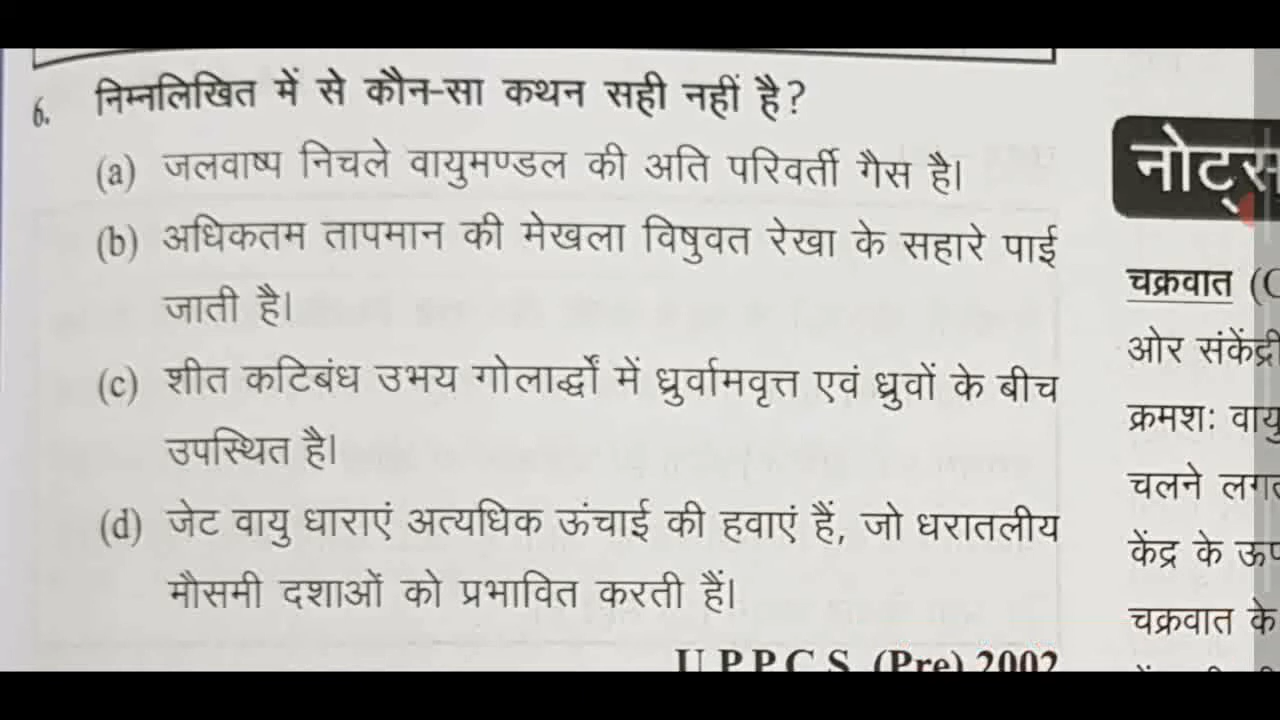 6. निम्नलिखित में से कौन-सा कथन सही नहीं है?
(a) जलवाष्प निचले वायुमण्डल की अति परिवर्ती गैस है।
(b) अधिकतम तापमान की मेखला विषुवत रेखा के सहारे पाई
जाती है।
(c) शीत कटिबंध उभय गोलार्द्धों में ध्रुर्वामवृत्त एवं ध्रुवों के बीच
उपस्थित है।
(d) जेट वायु धाराएं अत्यधिक ऊंचाई की हवाएं हैं, जो धरातलीय
मौसमी दशाओं को प्रभावित करती हैं।
U.P.P.C.S. (Pre) 2002
नोट्स
चक्रवात
ओर
क्रमशः
चलने
केंद्र के
चक्रवात के